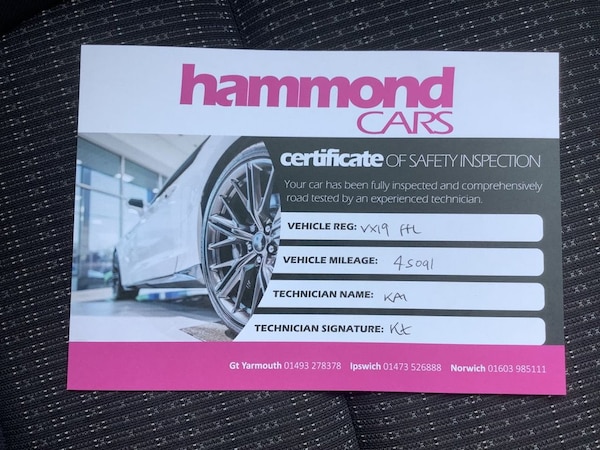 hammond
CARS
certificate OF SAFETY INSPECTION
Your car has been fully inspected and comprehensively
road tested by an experienced technician.
VEHICLE REG: VX19
VEHICLE MILEAGE: 45091
TECHNICIAN NAME:
TECHNICIAN SIGNATURE:
Gt Yarmouth 01493 278378 Ipswich 01473 526888 Norwich 01603 985111